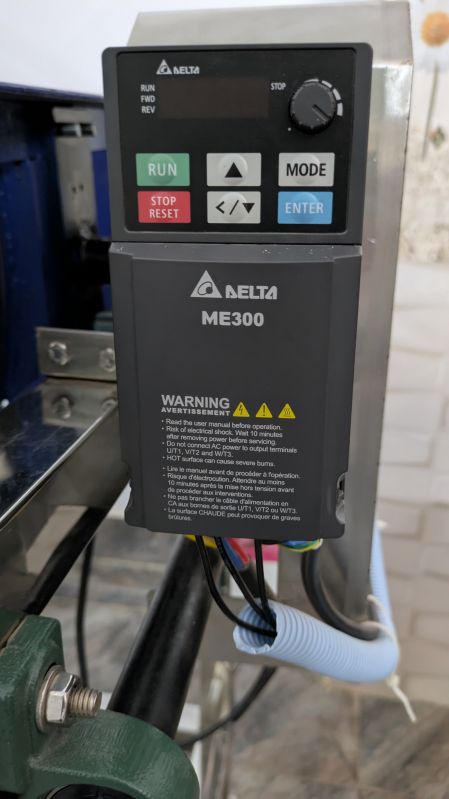 DELTA
RUN
FWD
REV
STOP
RUN
▲
MODE
STOP
RESET
</▼
ENTER
DELTA
ME300
WARNING
AVERTISSEMENT
• Read the user manual before operation.
• Risk of electrical shock. Wait 10 minutes
after removing power before servicing.
• Do not connect AC power to output terminals
U/T1, V/T2 and W/T3.
• HOT surface can cause severe burns.
• Lire le manuel avant de procéder à l'opération.
• Risque d'électrocution. Attendre au moins
10 minutes après la mise hors tension avant
de procéder aux interventions.
• Ne pas brancher le câble d'alimentation en
CA aux bornes de sortie U/T1, V/T2 ou W/T3.
• La surface CHAUDE peut provoquer de graves
brûlures.